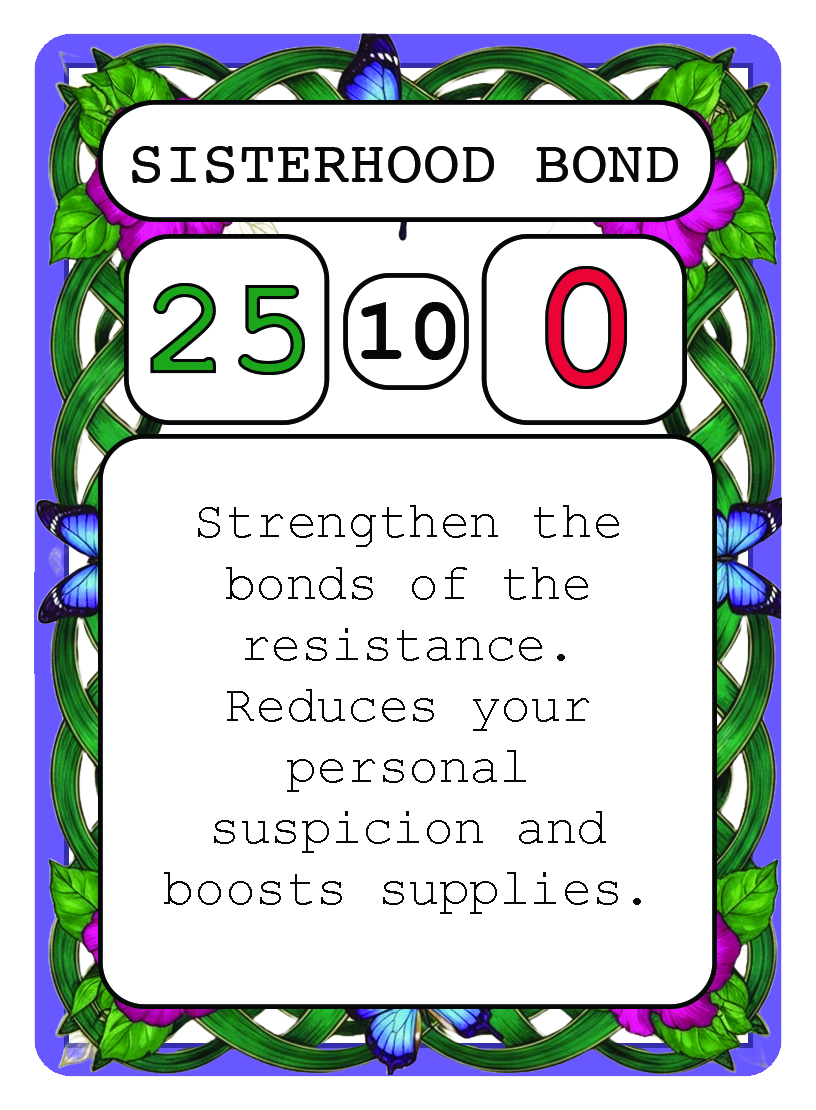 SISTERHOOD BOND
25 10 0
Strengthen the
bonds of the
resistance.
Reduces your
personal
suspicion and
boosts supplies.